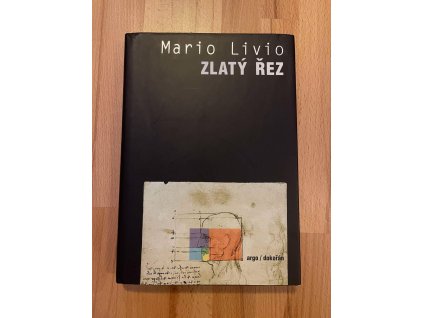 Mario Livio
ZLATÝ ŘEZ
argo / dokořán